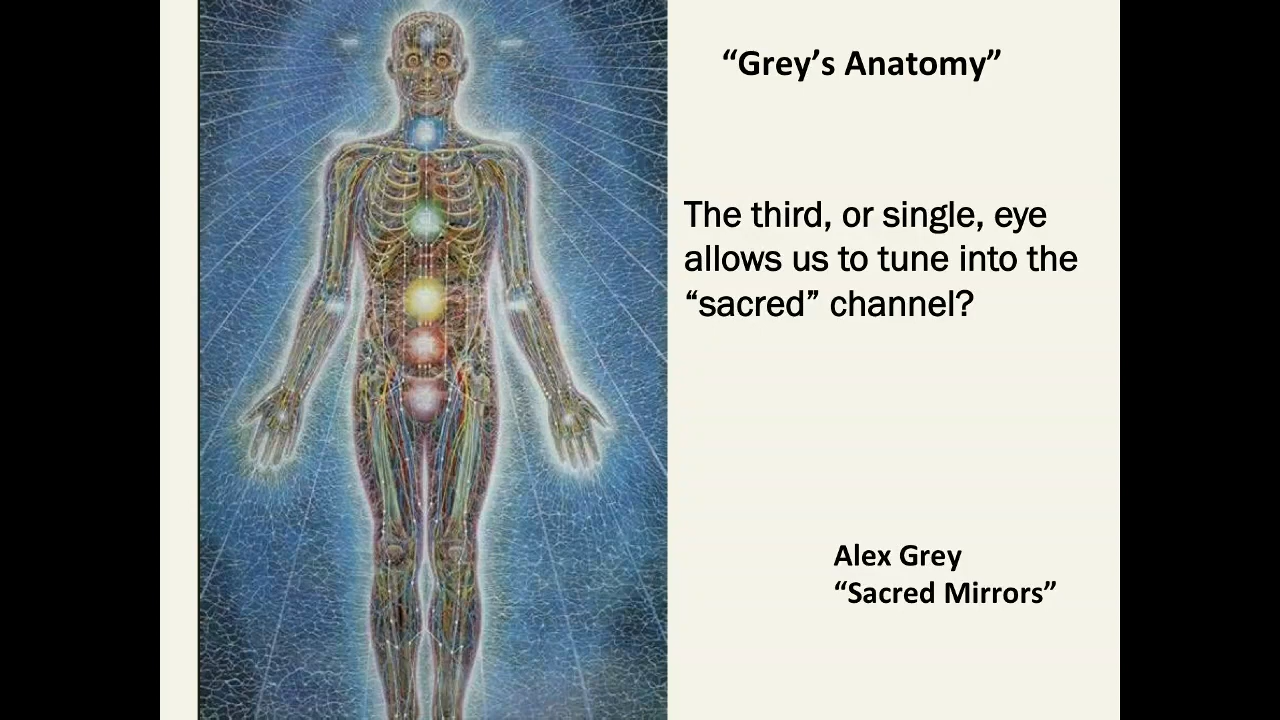 “Grey’s Anatomy”
The third, or single, eye
allows us to tune into the
“sacred” channel?
Alex Grey
“Sacred Mirrors”